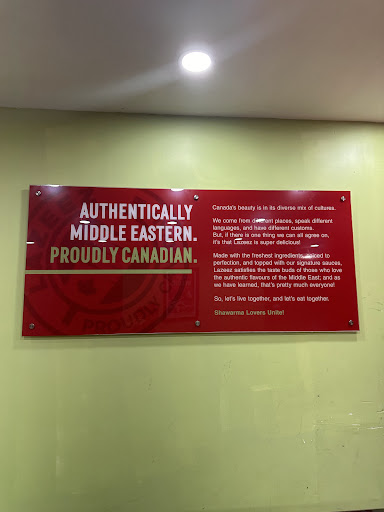 AUTHENTICALLY
MIDDLE EASTERN.
PROUDLY CANADIAN.
Canada's beauty is in its diverse mix of cultures.
We come from different places, speak different
languages, and have different customs.
But, if there is one thing we can all agree on,
it's that Lazeez is super delicious!
Made with the freshest ingredients, spiced to
perfection, and topped with our signature sauces,
Lazeez satisfies the taste buds of those who love
the authentic flavours of the Middle East; and as
we have learned, that's pretty much everyone!
So, let's live together, and let's eat together.
Shawarma Lovers Unite!